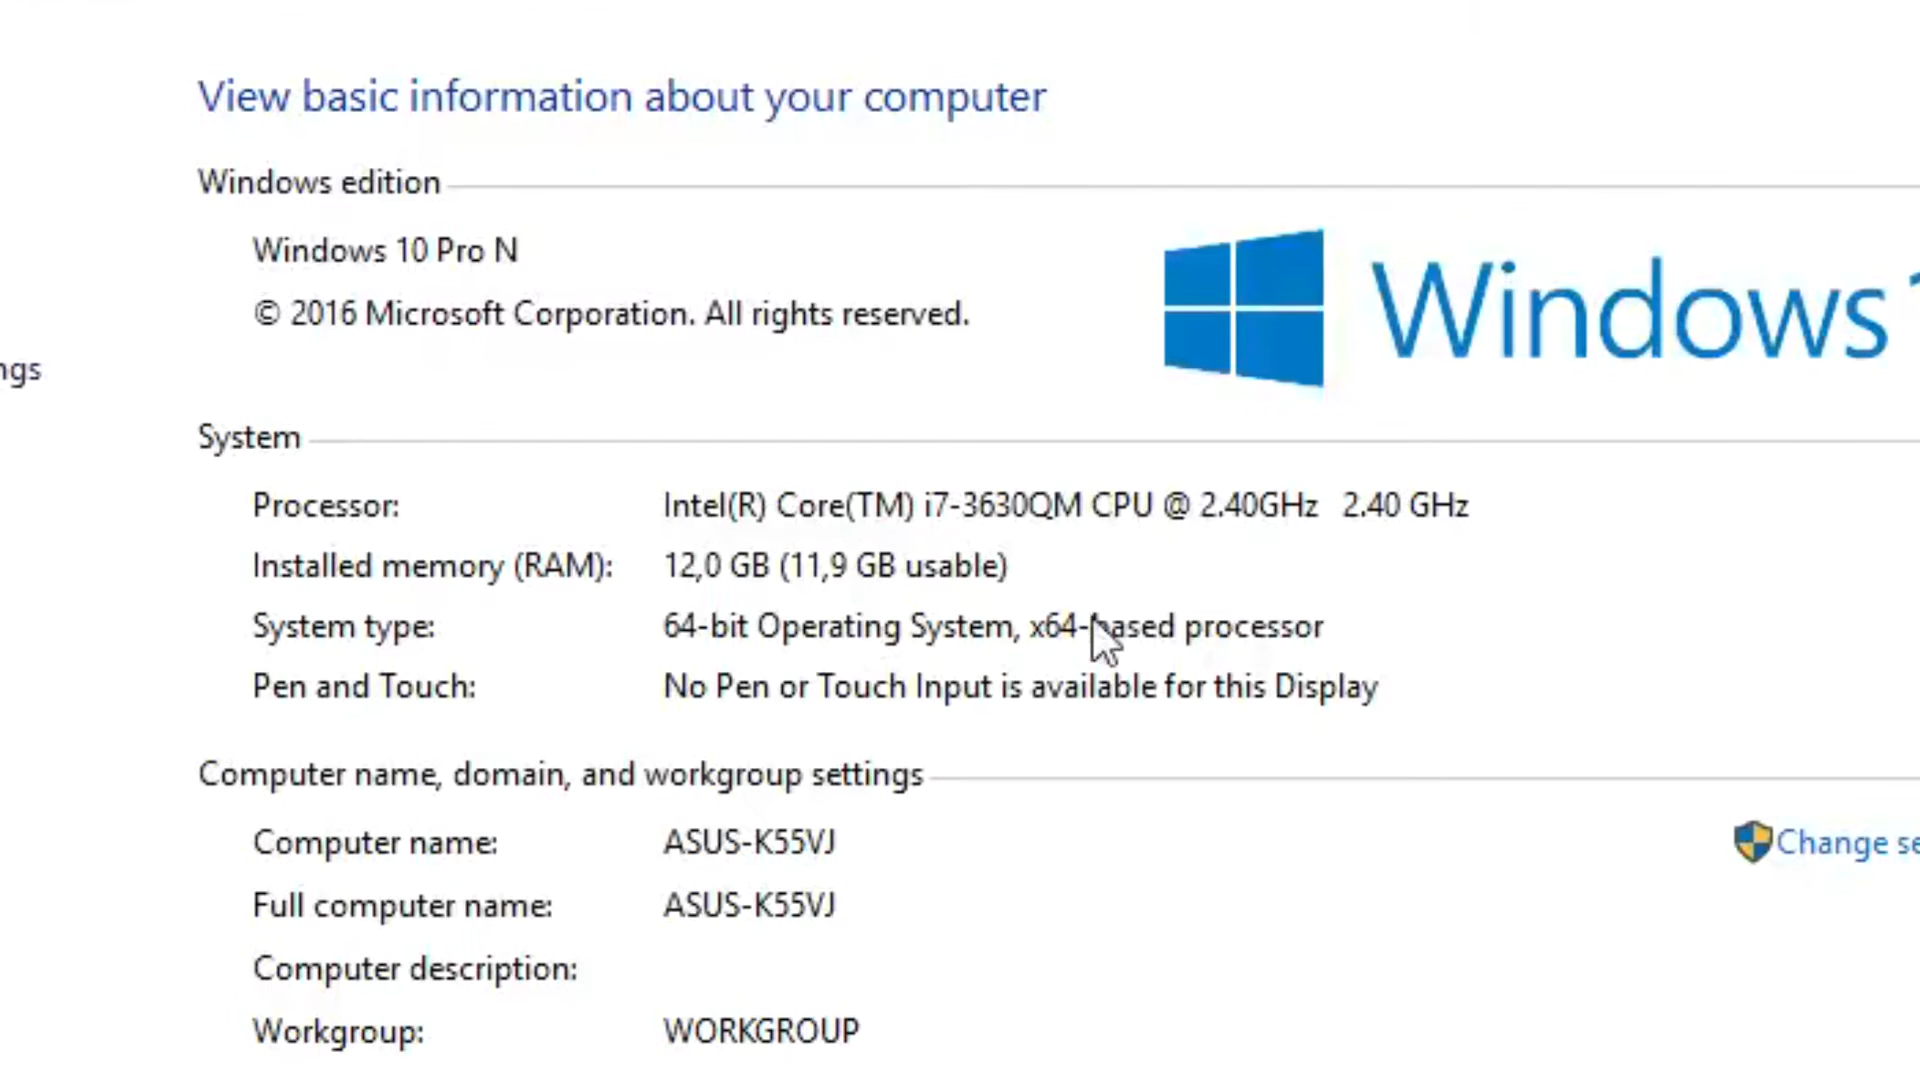 View basic information about your computer
Windows edition
Windows 10 Pro N
© 2016 Microsoft Corporation. All rights reserved.
Windows 1
ngs
System
Processor: Intel(R) Core(TM) i7-3630QM CPU @ 2.40GHz 2.40 GHz
Installed memory (RAM): 12,0 GB (11,9 GB usable)
System type: 64-bit Operating System, x64-based processor
Pen and Touch: No Pen or Touch Input is available for this Display
Computer name, domain, and workgroup settings
Computer name: ASUS-K55VJ
Change se
Full computer name: ASUS-K55VJ
Computer description:
Workgroup: WORKGROUP